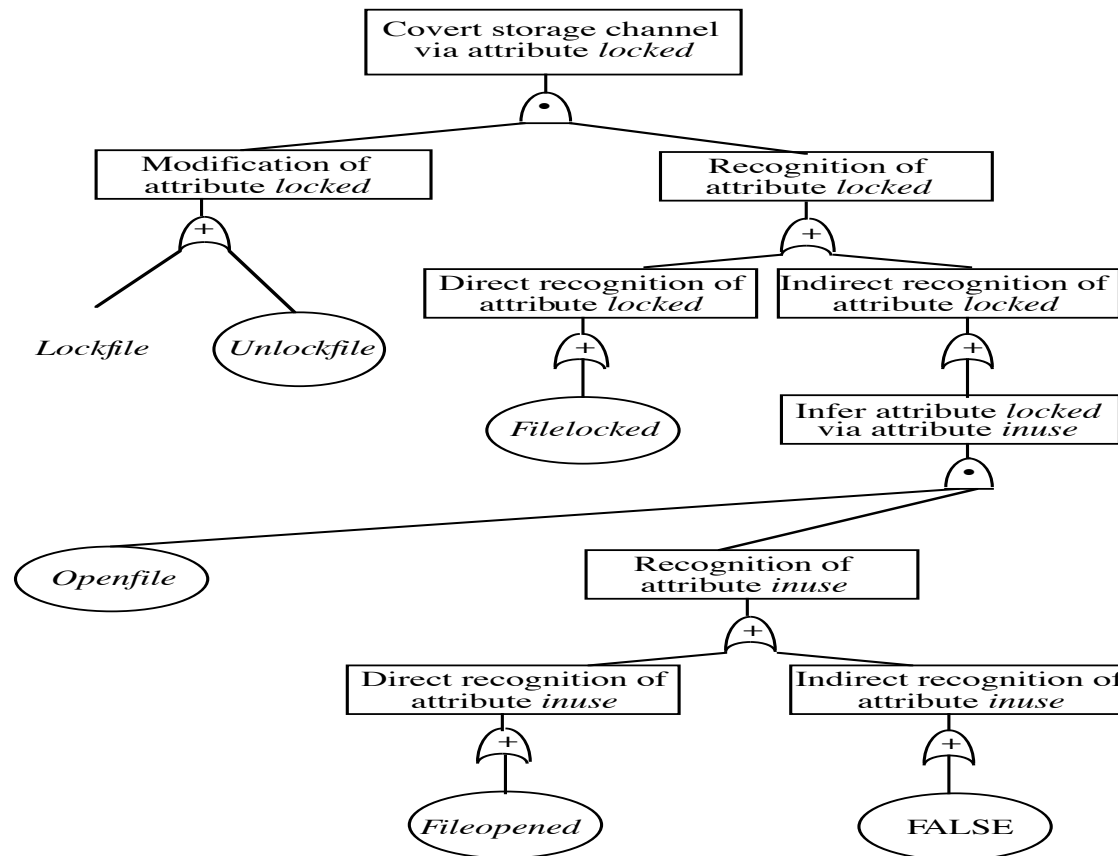 Covert storage channel
via attribute locked
Modification of
attribute locked
Recognition of
attribute locked
Direct recognition of
attribute locked
Indirect recognition of
attribute locked
Lockfile
Unlockfile
Filelocked
Infer attribute locked
via attribute inuse
Openfile
Recognition of
attribute inuse
Direct recognition of
attribute inuse
Indirect recognition of
attribute inuse
Fileopened
FALSE